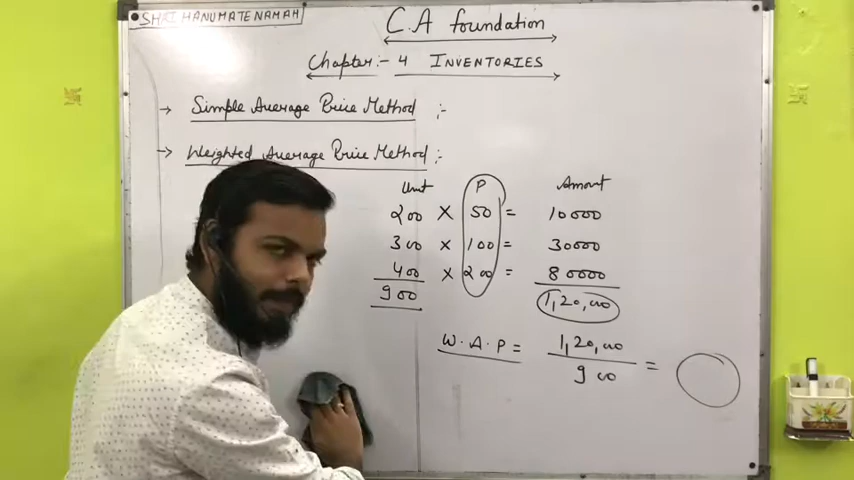 SHRI HANUMATE NAMAH
C.A foundation
Chapter:- 4 INVENTORIES
→ Simple Average Price Method :-
→ Weighted Average Price Method :-
Unit P Amount
200 X 50 = 10000
300 x 100 = 30000
400 x 200 = 80000
900 1,20,000
W.A.P = 1,20,000 / 900 =